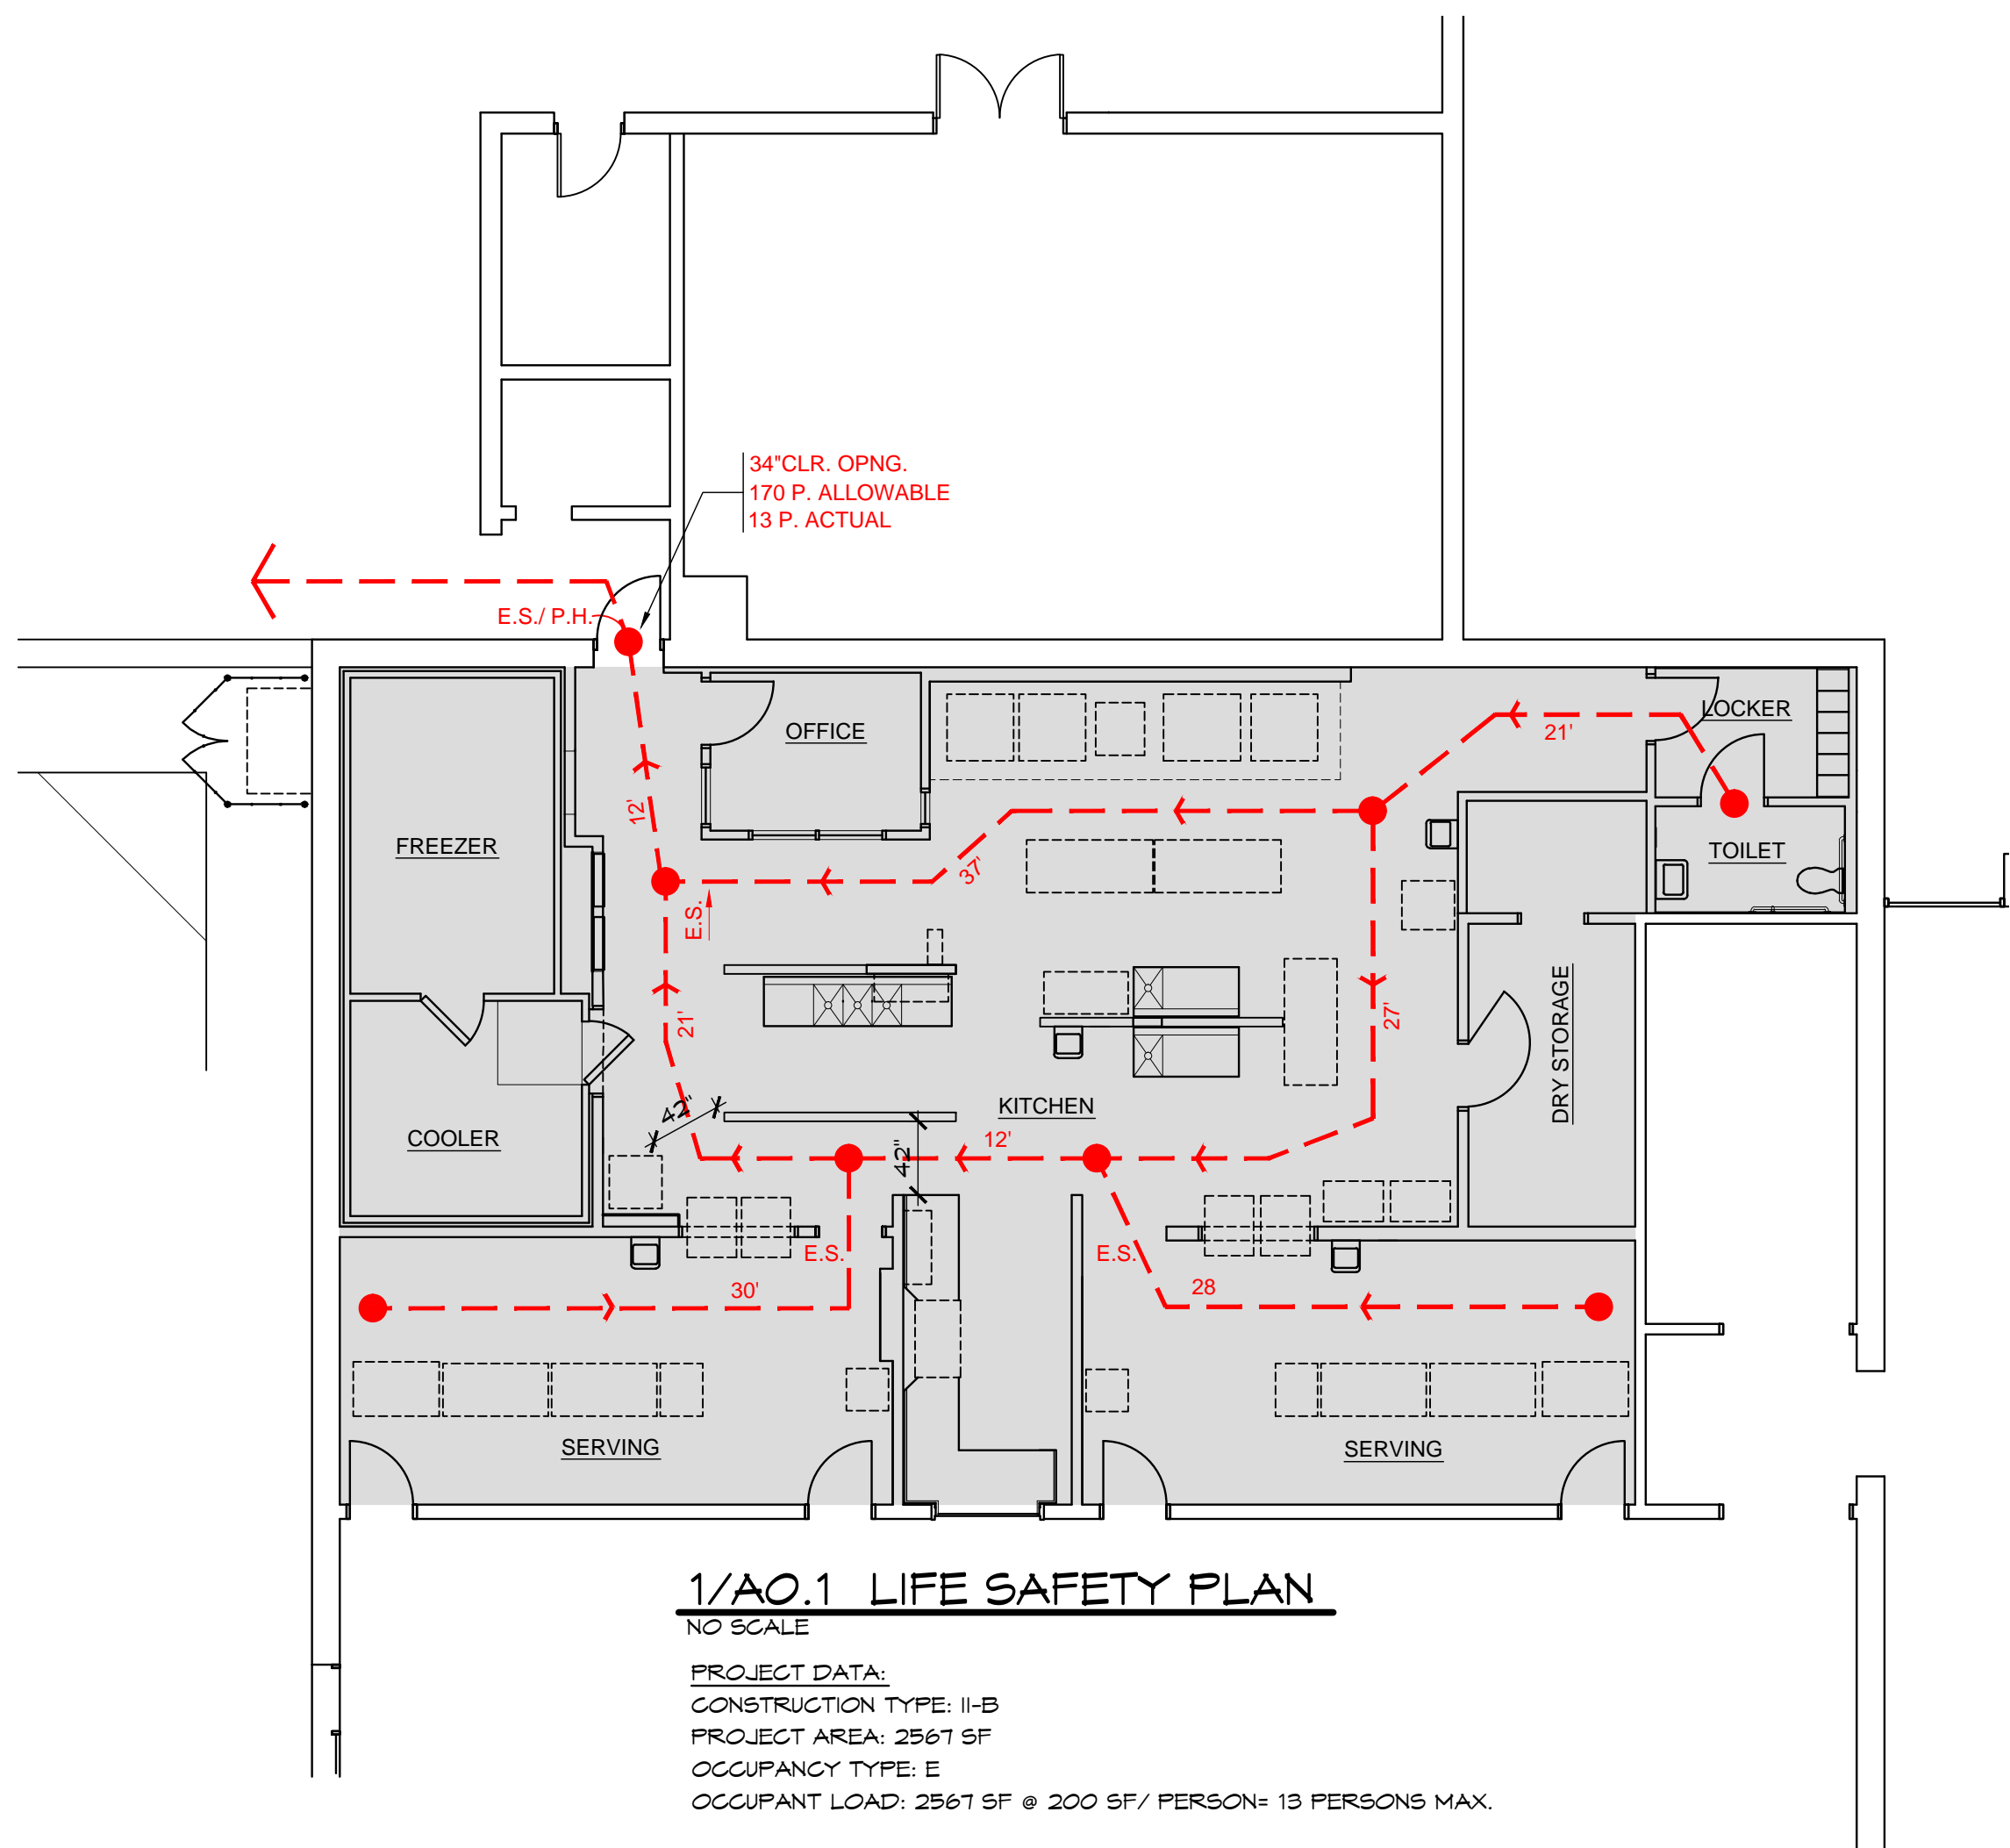 34"CLR. OPNG.
170 P. ALLOWABLE
13 P. ACTUAL
E.S./ P.H.
OFFICE
LOCKER
21'
12'
FREEZER
TOILET
37'
E.S.
21'
27'
DRY STORAGE
42"
KITCHEN
COOLER
12'
42"
E.S.
E.S.
30'
28
SERVING
SERVING
1/A0.1 LIFE SAFETY PLAN
NO SCALE
PROJECT DATA:
CONSTRUCTION TYPE: II-B
PROJECT AREA: 2567 SF
OCCUPANCY TYPE: E
OCCUPANT LOAD: 2567 SF @ 200 SF/ PERSON= 13 PERSONS MAX.